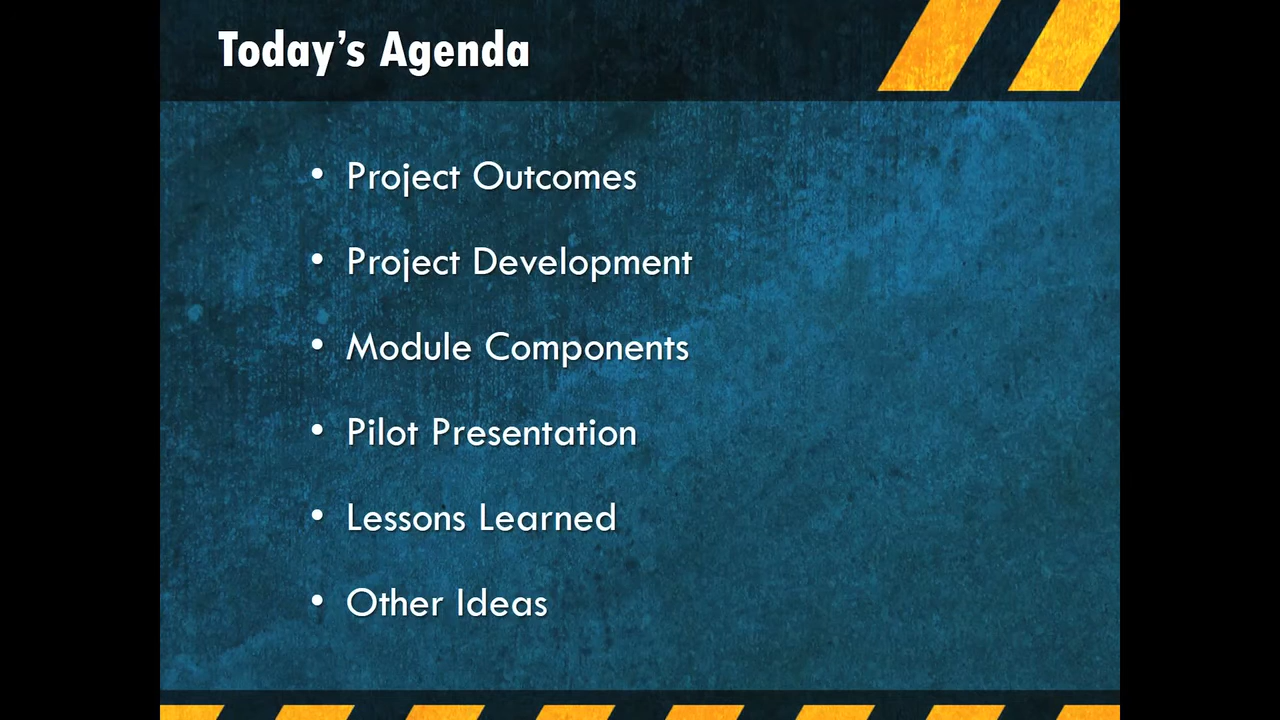 Today’s Agenda
• Project Outcomes
• Project Development
• Module Components
• Pilot Presentation
• Lessons Learned
• Other Ideas